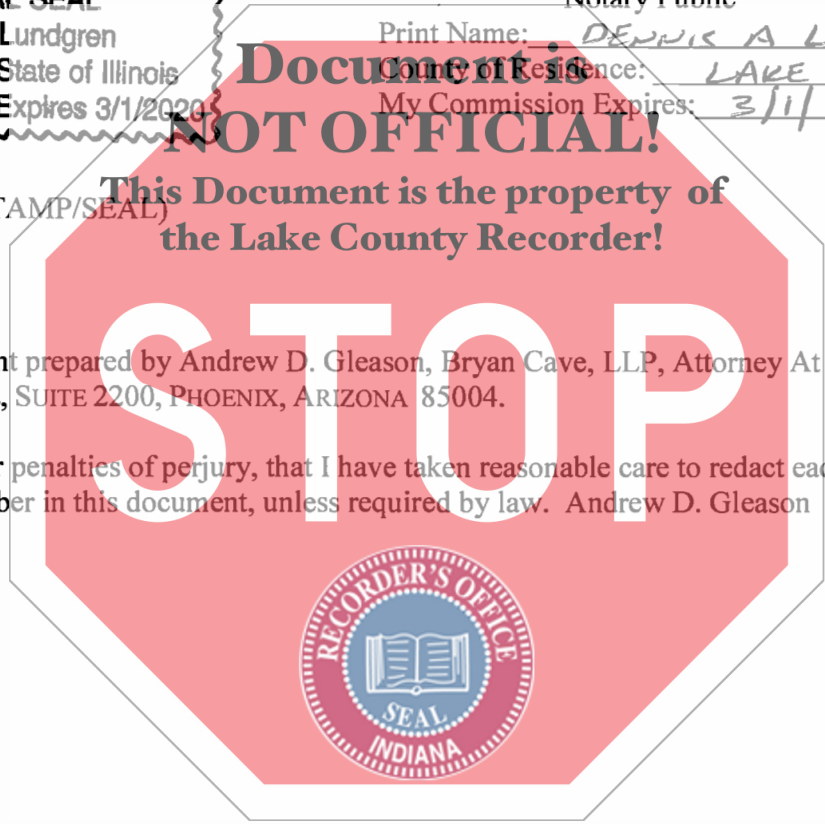 Notary Public
Lundgren
Print Name: DENNIS A L
State of Illinois
County of Residence: LAKE
Expires 3/1/2020
My Commission Expires: 3/1/
Document is
NOT OFFICIAL!
This Document is the property of
the Lake County Recorder!
TAMP/SEAL)
STOP
nt prepared by Andrew D. Gleason, Bryan Cave, LLP, Attorney At
, SUITE 2200, PHOENIX, ARIZONA 85004.
r penalties of perjury, that I have taken reasonable care to redact eac
ber in this document, unless required by law. Andrew D. Gleason
RECORDER'S OFFICE
SEAL
INDIANA